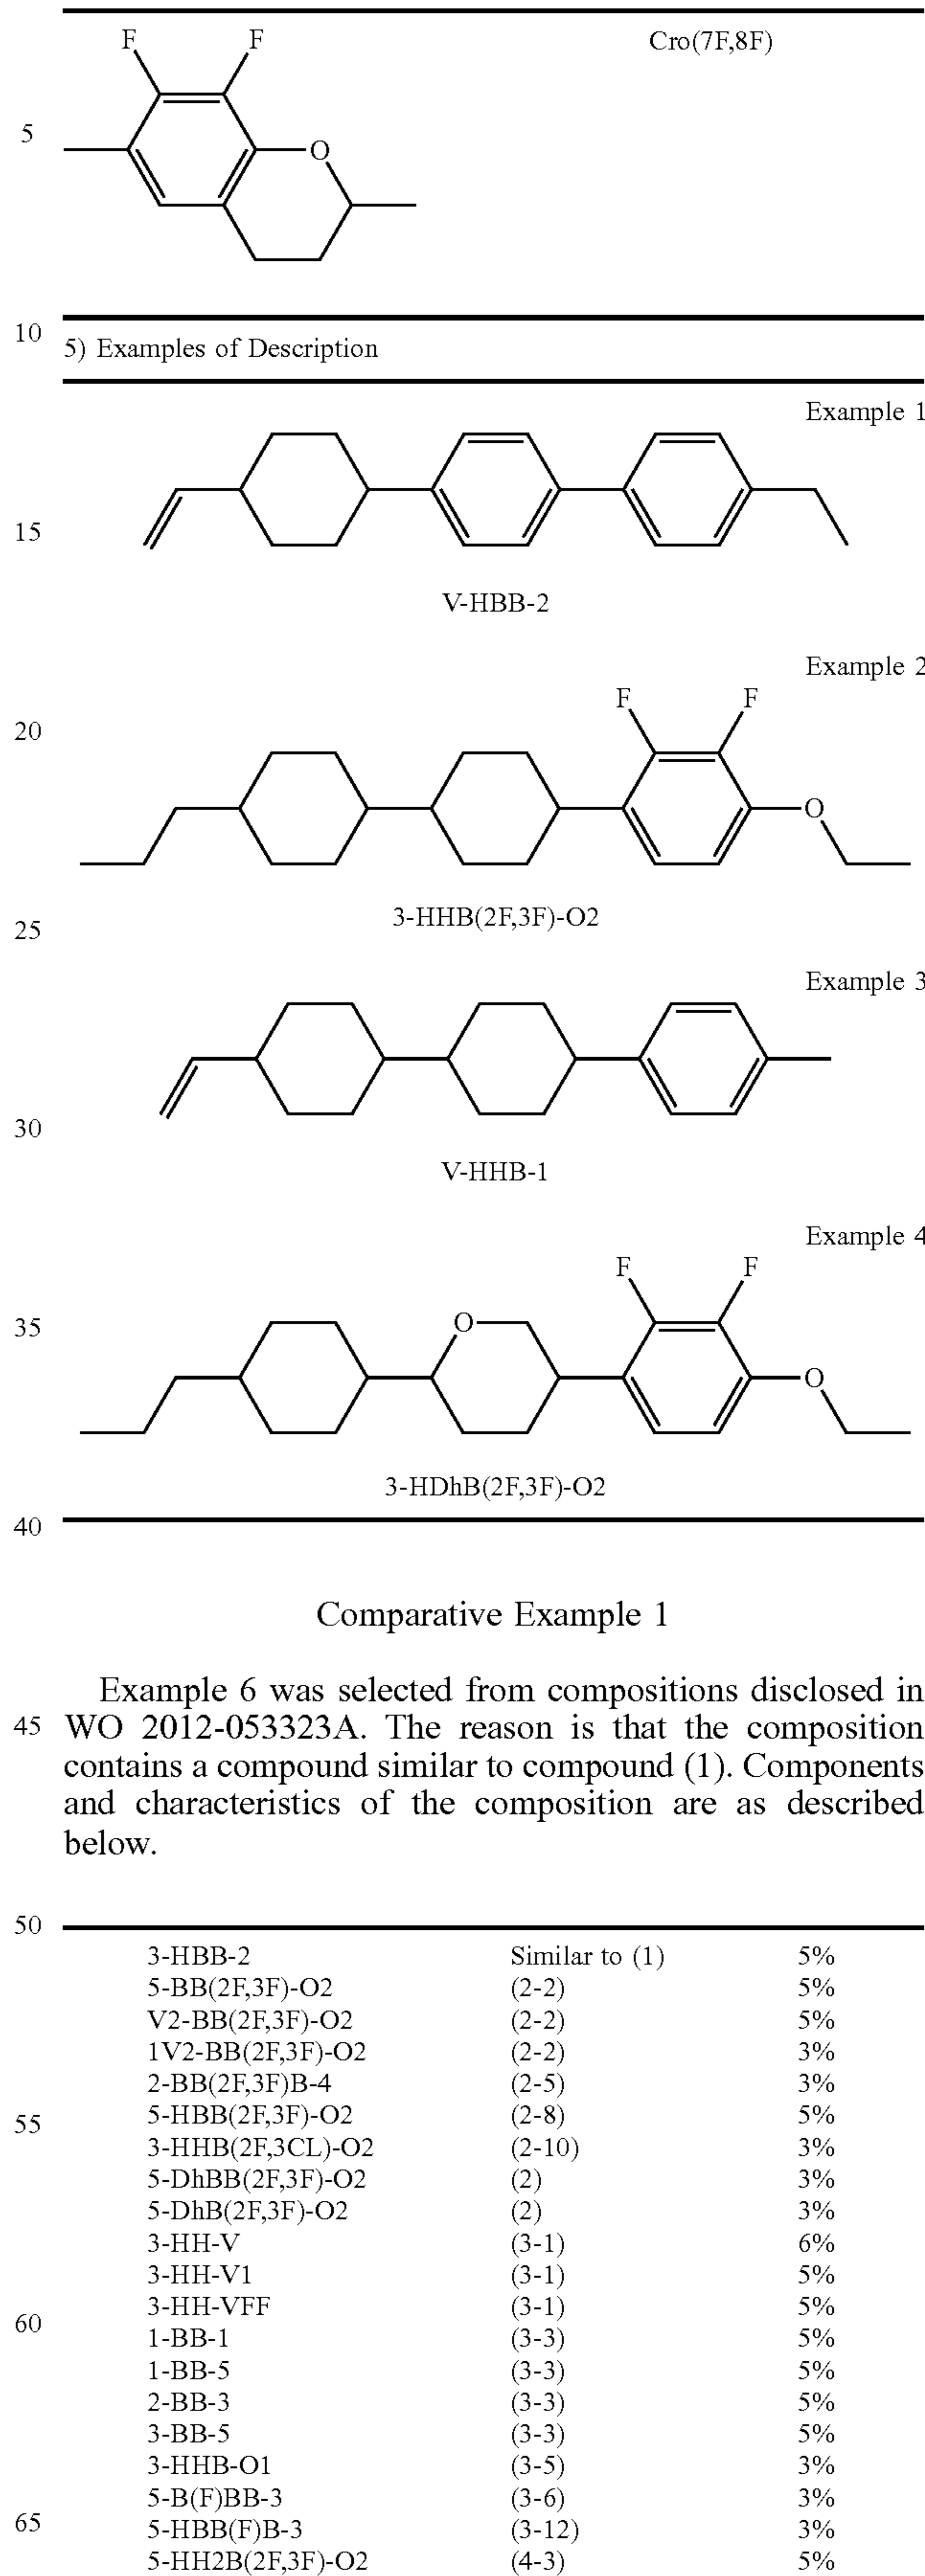 F F Cro(7F,8F)
5
O
10
5) Examples of Description
Example 1
15
V-HBB-2
Example 2
F F
20
O
3-HHB(2F,3F)-O2
25
Example 3
30
V-HHB-1
Example 4
F F
35
O O
3-HDhB(2F,3F)-O2
40
Comparative Example 1
Example 6 was selected from compositions disclosed in
45 WO 2012-053323A. The reason is that the composition
contains a compound similar to compound (1). Components
and characteristics of the composition are as described
below.
50
3-HBB-2 Similar to (1) 5%
5-BB(2F,3F)-O2 (2-2) 5%
V2-BB(2F,3F)-O2 (2-2) 5%
1V2-BB(2F,3F)-O2 (2-2) 3%
2-BB(2F,3F)B-4 (2-5) 3%
55 5-HBB(2F,3F)-O2 (2-8) 5%
3-HHB(2F,3CL)-O2 (2-10) 3%
5-DhBB(2F,3F)-O2 (2) 3%
5-DhB(2F,3F)-O2 (2) 3%
3-HH-V (3-1) 6%
3-HH-V1 (3-1) 5%
3-HH-VFF (3-1) 5%
60 1-BB-1 (3-3) 5%
1-BB-5 (3-3) 5%
2-BB-3 (3-3) 5%
3-BB-5 (3-3) 5%
3-HHB-O1 (3-5) 3%
5-B(F)BB-3 (3-6) 3%
65 5-HBB(F)B-3 (3-12) 3%
5-HH2B(2F,3F)-O2 (4-3) 5%